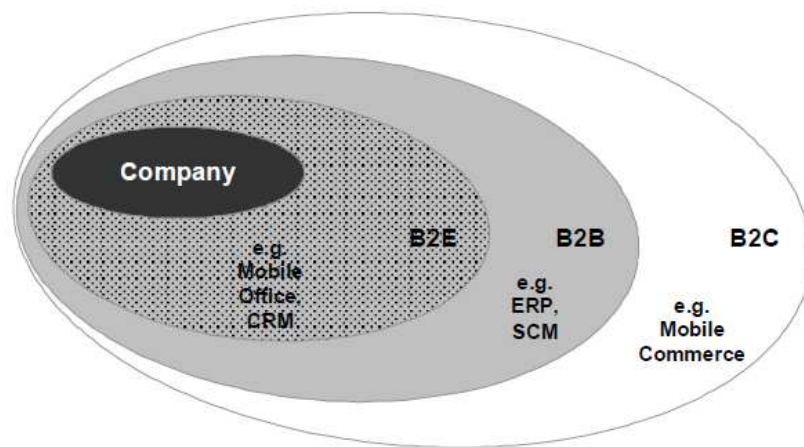 Company
B2E
B2B
B2C
e.g.
Mobile
Office,
CRM
e.g.
ERP,
SCM
e.g.
Mobile
Commerce